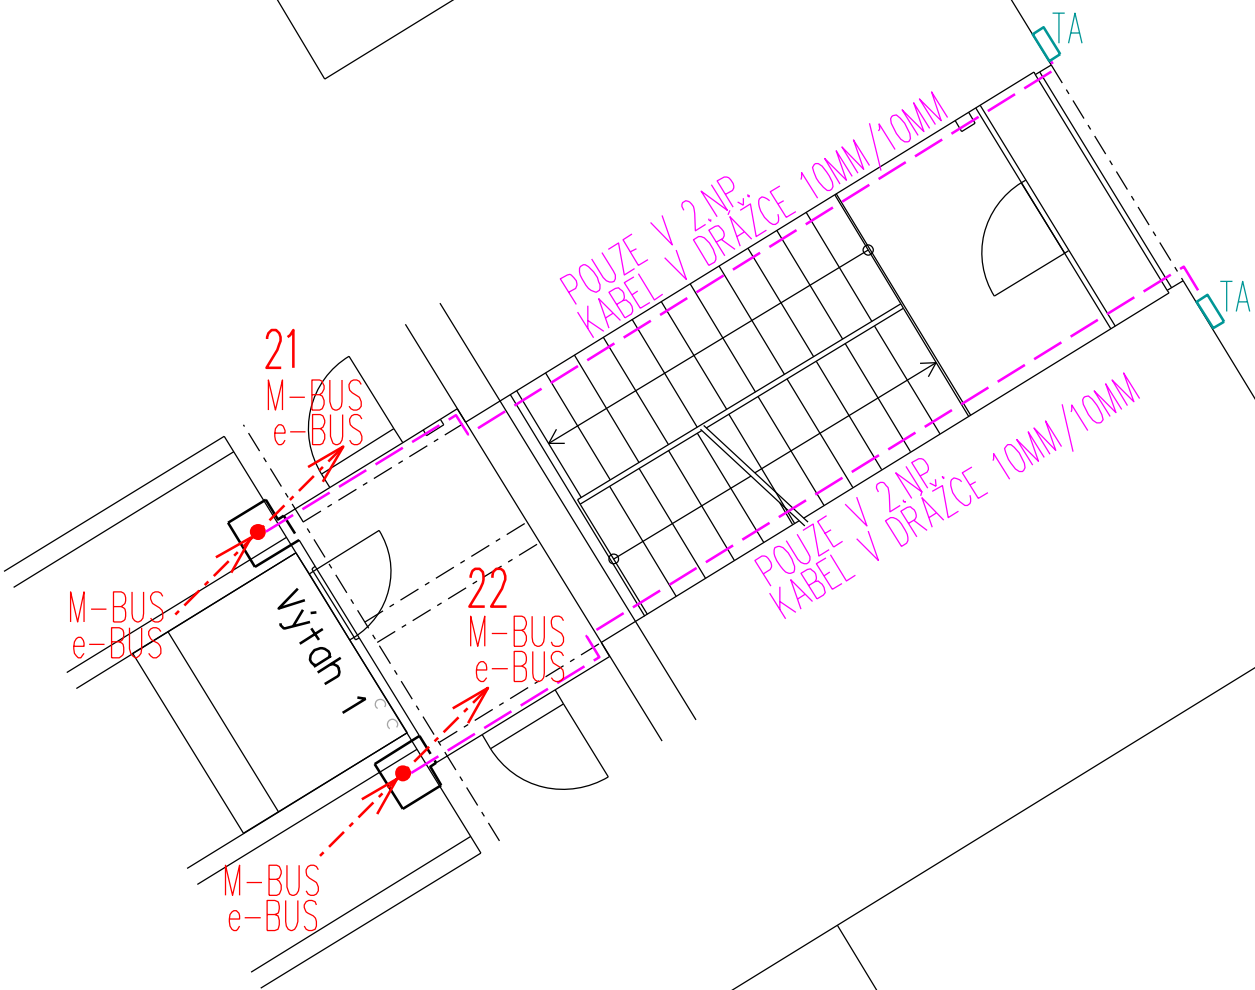 TA
POUZE V 2.NP.
KABEL V DRÁŽCE 10MM/10MM
TA
21
M-BUS
e-BUS
POUZE V 2.NP.
KABEL V DRÁŽCE 10MM/10MM
22
M-BUS
e-BUS
M-BUS
e-BUS
Výtah 1
C
C
M-BUS
e-BUS